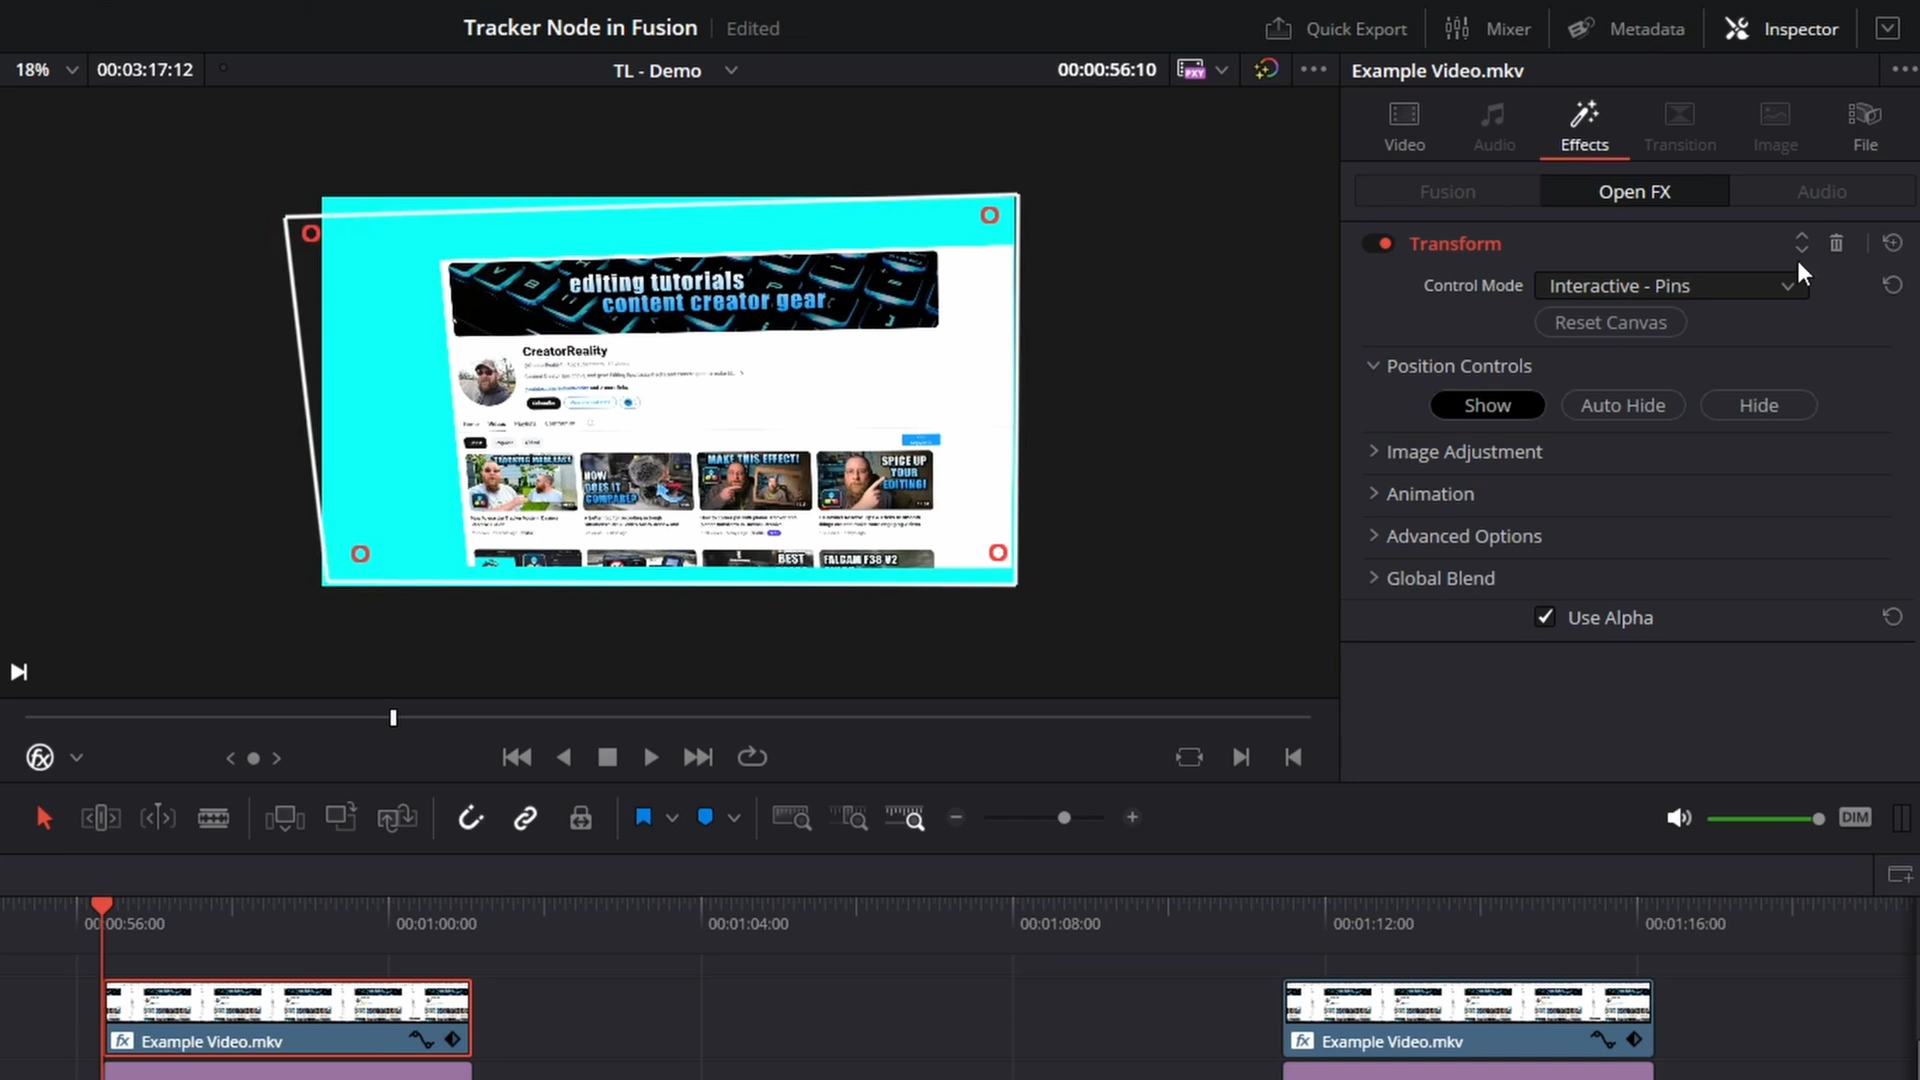 Tracker Node in Fusion
Edited
Quick Export
Mixer
Metadata
Inspector
18%
00:03:17:12
TL - Demo
00:00:56:10
PXY
Example Video.mkv
Video
Audio
Effects
Transition
Image
File
Fusion
Open FX
Audio
Transform
Control Mode
Interactive - Pins
Reset Canvas
Position Controls
Show
Auto Hide
Hide
Image Adjustment
Animation
Advanced Options
Global Blend
Use Alpha
editing tutorials
content creator gear
CreatorReality
Videos
HOW
DOES IT
COMPARE?
MAKE THIS EFFECT!
SPICE UP
YOUR
EDITING!
BEST
FALCAM F38 V2
DIM
00:00:56:00
00:01:00:00
00:01:04:00
00:01:08:00
00:01:12:00
00:01:16:00
fx Example Video.mkv
fx Example Video.mkv